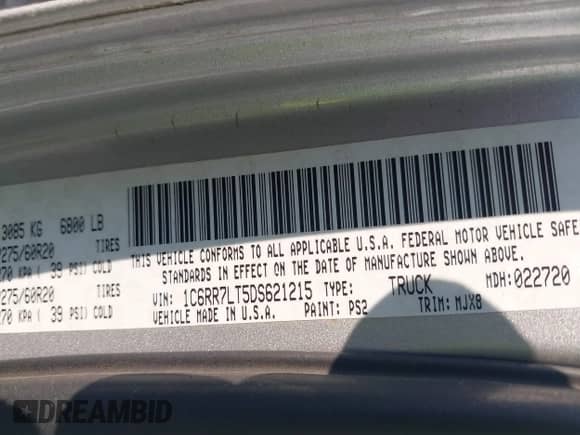 3085 KG 6800 LB
275/60R20 TIRES
270 KPA ( 39 PSI) COLD
275/60R20 TIRES
270 KPA ( 39 PSI) COLD
THIS VEHICLE CONFORMS TO ALL APPLICABLE U.S.A. FEDERAL MOTOR VEHICLE SAFE
STANDARDS IN EFFECT ON THE DATE OF MANUFACTURE SHOWN ABOVE.
VIN: 1C6RR7LT5DS621215 TYPE: TRUCK MDH:022720
VEHICLE MADE IN U.S.A. PAINT: PS2 TRIM: MJX8
DREAMBID